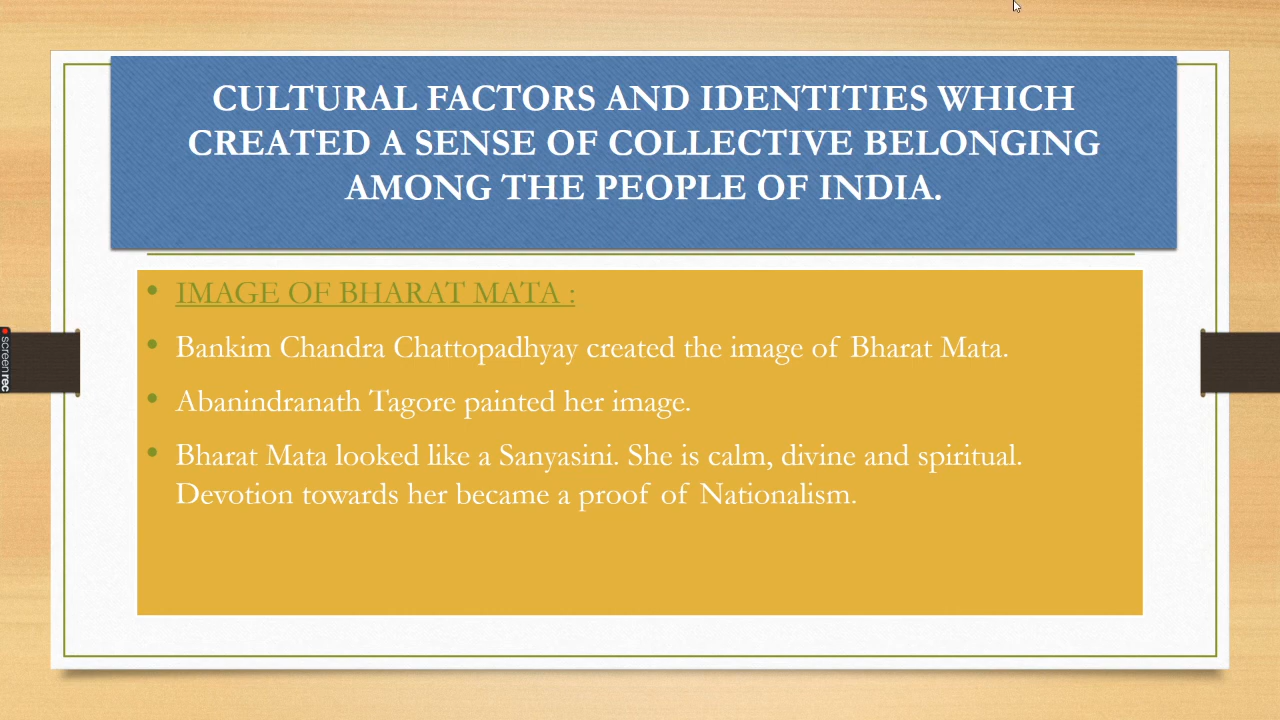 CULTURAL FACTORS AND IDENTITIES WHICH
CREATED A SENSE OF COLLECTIVE BELONGING
AMONG THE PEOPLE OF INDIA.
• IMAGE OF BHARAT MATA :
• Bankim Chandra Chattopadhyay created the image of Bharat Mata.
• Abanindranath Tagore painted her image.
• Bharat Mata looked like a Sanyasini. She is calm, divine and spiritual.
Devotion towards her became a proof of Nationalism.
screenrec